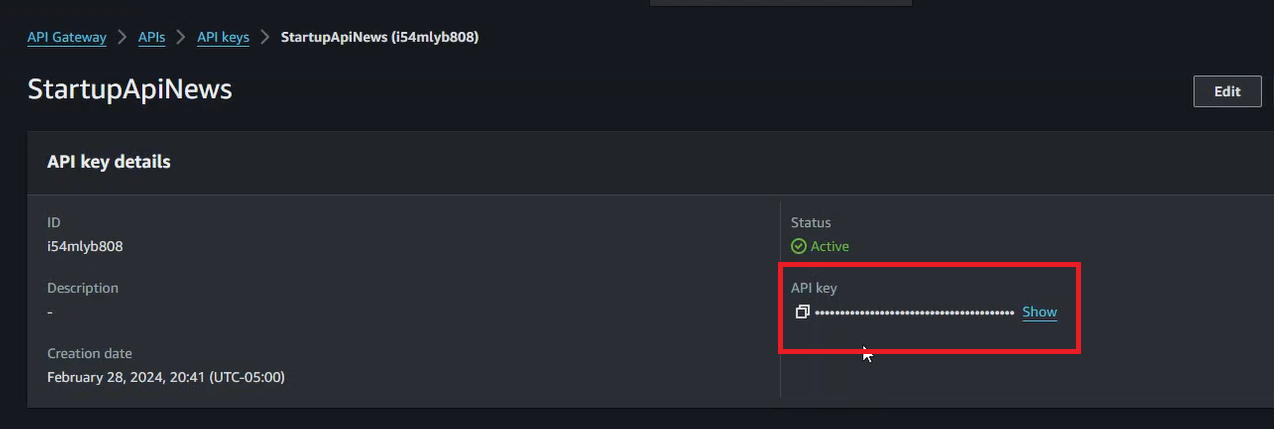 API Gateway > APIs > API keys > StartupApiNews (i54mlyb808)
StartupApiNews
Edit
API key details
ID
i54mlyb808
Description
-
Creation date
February 28, 2024, 20:41 (UTC-05:00)
Status
Active
API key
•••••••••••••••••••••••••••••••••••••••• Show